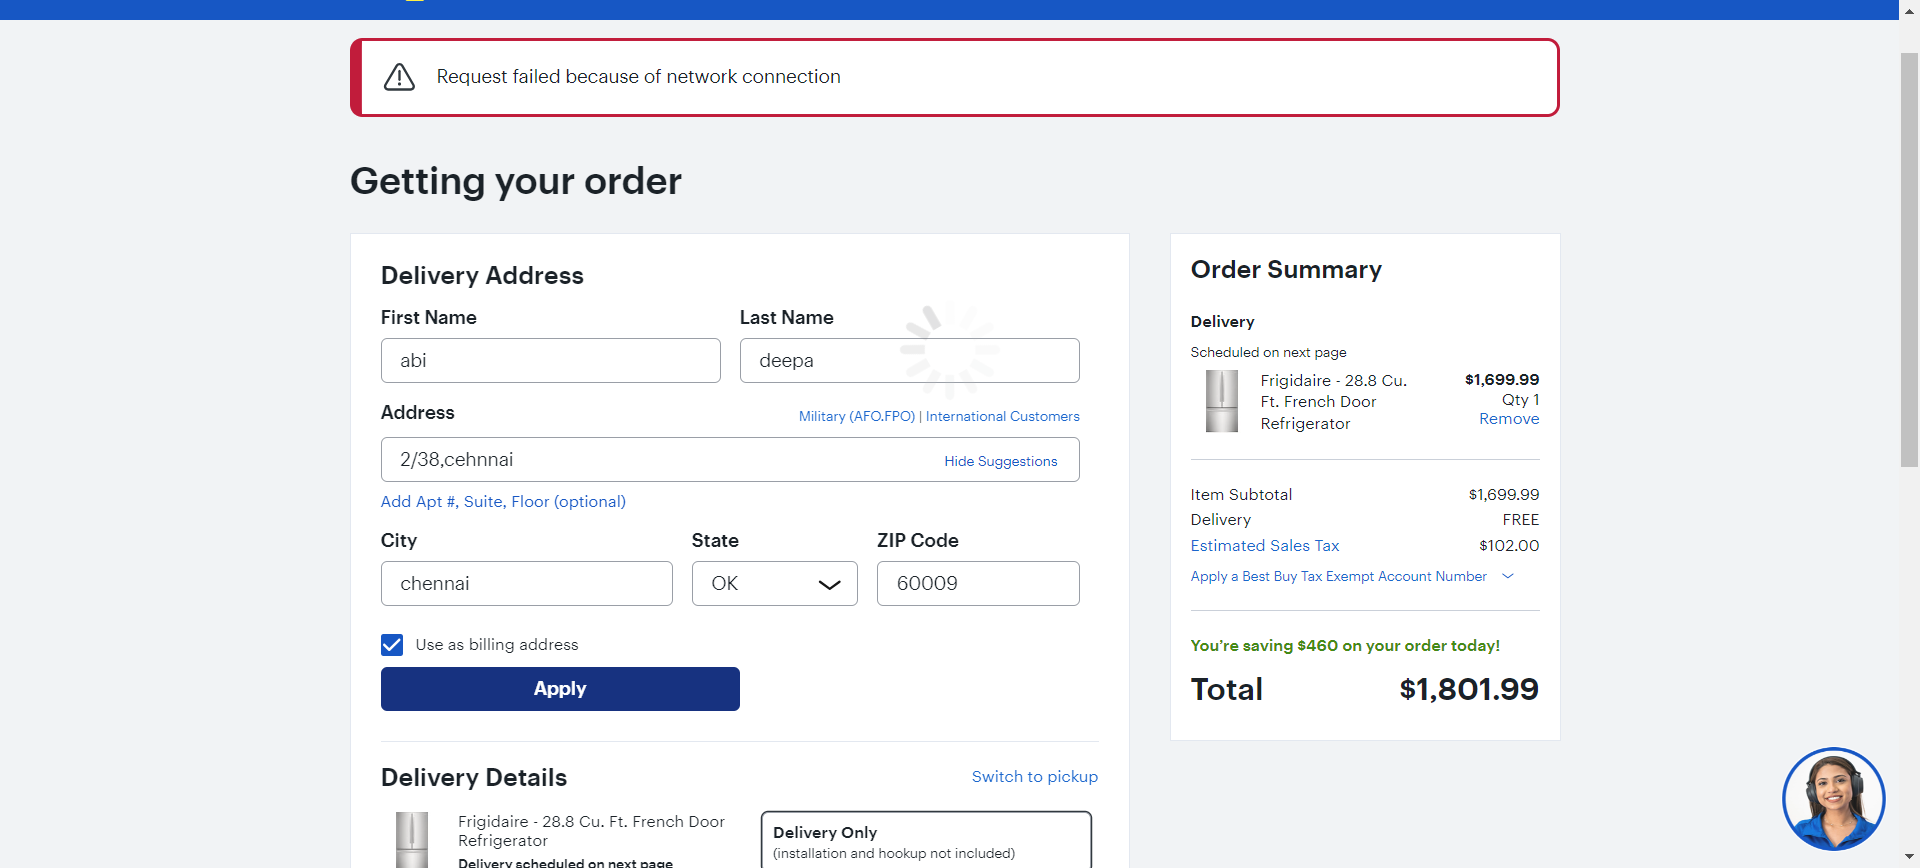 Request failed because of network connection
Getting your order
Delivery Address
First Name
Last Name
abi
deepa
Address
Military (AFO.FPO) | International Customers
2/38,cehnnai
Hide Suggestions
Add Apt #, Suite, Floor (optional)
City
State
ZIP Code
chennai
OK
60009
Use as billing address
Apply
Delivery Details
Switch to pickup
Frigidaire - 28.8 Cu. Ft. French Door
Refrigerator
Delivery scheduled on next page
Delivery Only
(installation and hookup not included)
Order Summary
Delivery
Scheduled on next page
Frigidaire - 28.8 Cu.
Ft. French Door
Refrigerator
$1,699.99
Qty 1
Remove
Item Subtotal
$1,699.99
Delivery
FREE
Estimated Sales Tax
$102.00
Apply a Best Buy Tax Exempt Account Number
You’re saving $460 on your order today!
Total
$1,801.99